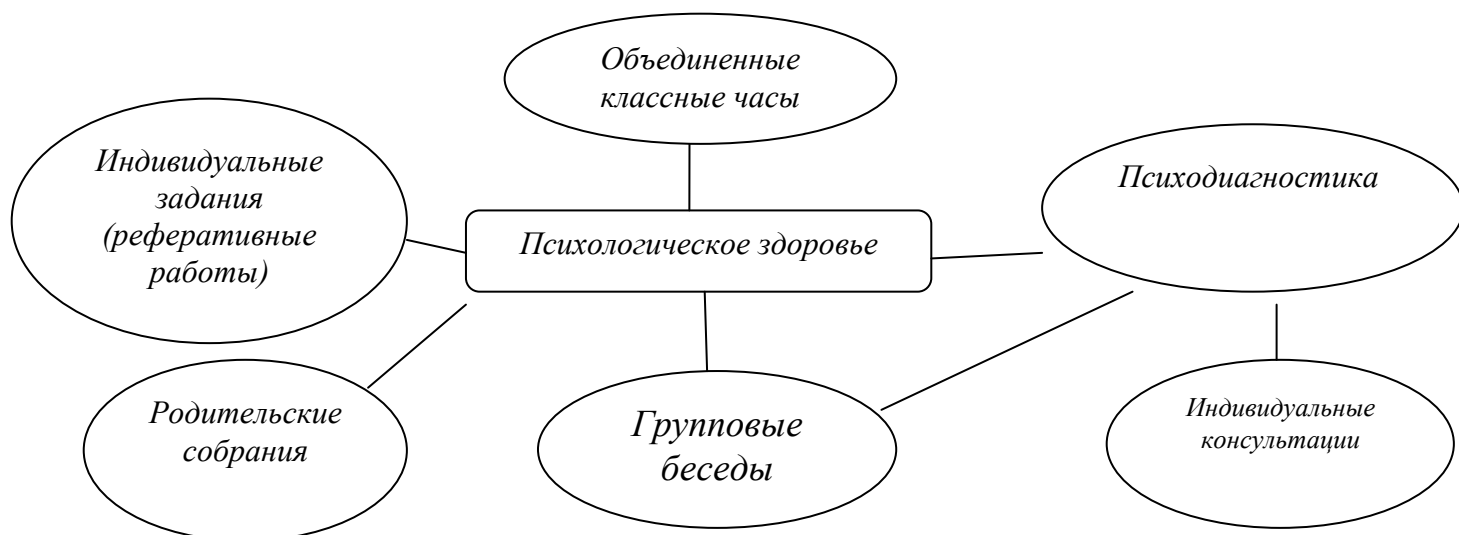 Объединенные
классные часы
Индивидуальные
задания
(реферативные
работы)
Психодиагностика
Психологическое здоровье
Родительские
собрания
Групповые
беседы
Индивидуальные
консультации